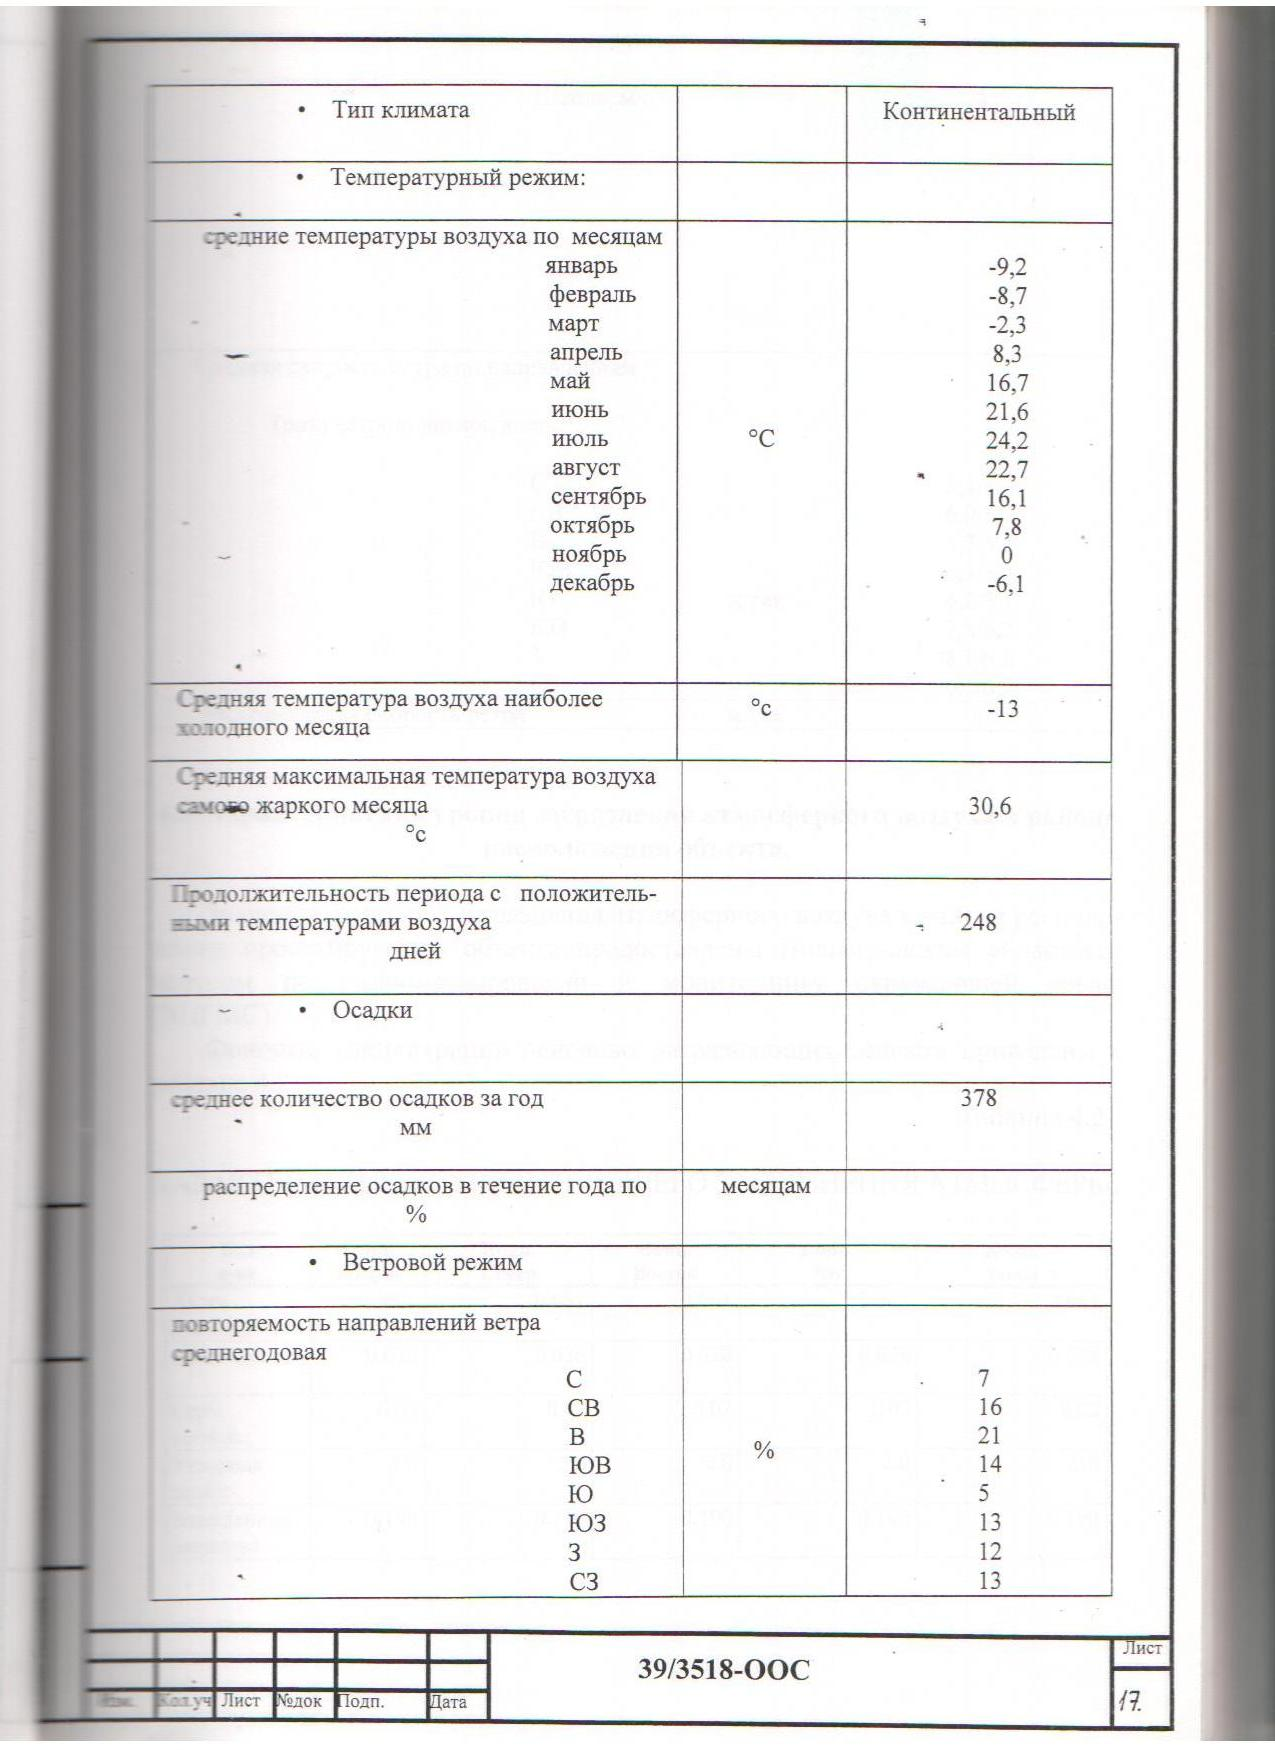 • Тип климата Континентальный
• Температурный режим:
средние температуры воздуха по месяцам
январь -9,2
февраль -8,7
март -2,3
апрель 8,3
май 16,7
июнь 21,6
июль °С 24,2
август 22,7
сентябрь 16,1
октябрь 7,8
ноябрь 0
декабрь -6,1
Средняя температура воздуха наиболее °с -13
холодного месяца
Средняя максимальная температура воздуха
самого жаркого месяца 30,6
°с
Продолжительность периода с положитель-
ными температурами воздуха 248
дней
• Осадки
среднее количество осадков за год 378
мм
распределение осадков в течение года по месяцам
%
• Ветровой режим
повторяемость направлений ветра
среднегодовая
С 7
СВ 16
В 21
ЮВ % 14
Ю 5
ЮЗ 13
З 12
СЗ 13
39/3518-ООС
Лист
Изм. Кол.уч Лист №док Подп. Дата
17.